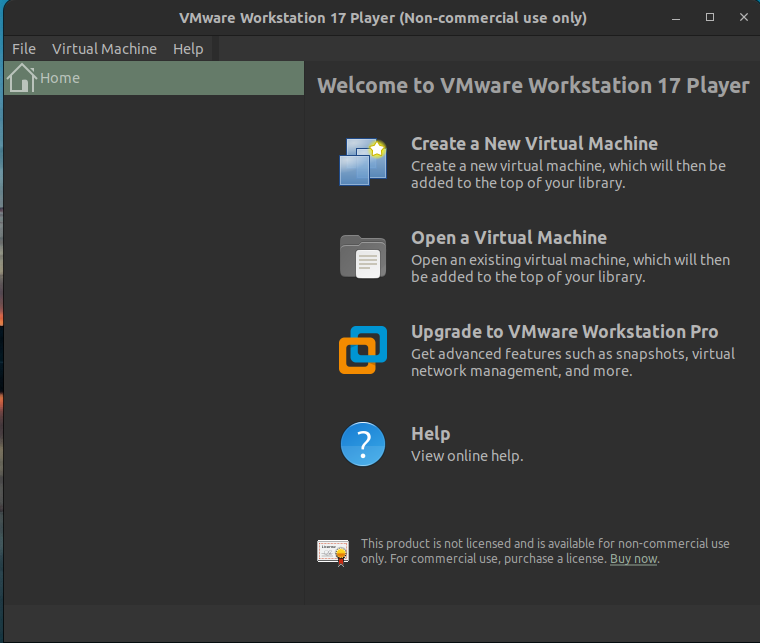 VMware Workstation 17 Player (Non-commercial use only)
File Virtual Machine Help
Home
Welcome to VMware Workstation 17 Player
Create a New Virtual Machine
Create a new virtual machine, which will then be
added to the top of your library.
Open a Virtual Machine
Open an existing virtual machine, which will then
be added to the top of your library.
Upgrade to VMware Workstation Pro
Get advanced features such as snapshots, virtual
network management, and more.
?
Help
View online help.
This product is not licensed and is available for non-commercial use
only. For commercial use, purchase a license. Buy now.